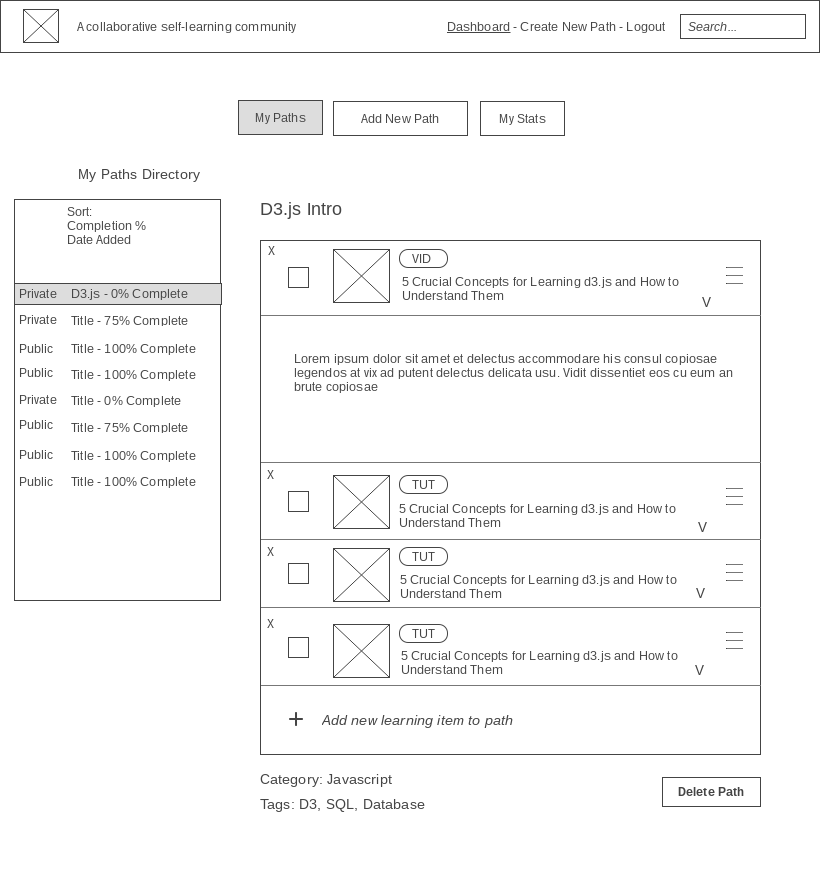 A collaborative self-learning community
Dashboard - Create New Path - Logout
Search...
My Paths
Add New Path
My Stats
My Paths Directory
Sort:
Completion %
Date Added
Private D3.js - 0% Complete
Private Title - 75% Complete
Public Title - 100% Complete
Public Title - 100% Complete
Private Title - 0% Complete
Public Title - 75% Complete
Public Title - 100% Complete
Public Title - 100% Complete
D3.js Intro
X
VID
5 Crucial Concepts for Learning d3.js and How to
Understand Them
V
Lorem ipsum dolor sit amet et delectus accommodare his consul copiosae
legendos at vix ad putent delectus delicata usu. Vidit dissentiet eos cu eum an
brute copiosae
X
TUT
5 Crucial Concepts for Learning d3.js and How to
Understand Them
V
X
TUT
5 Crucial Concepts for Learning d3.js and How to
Understand Them
V
X
TUT
5 Crucial Concepts for Learning d3.js and How to
Understand Them
V
+ Add new learning item to path
Category: Javascript
Tags: D3, SQL, Database
Delete Path